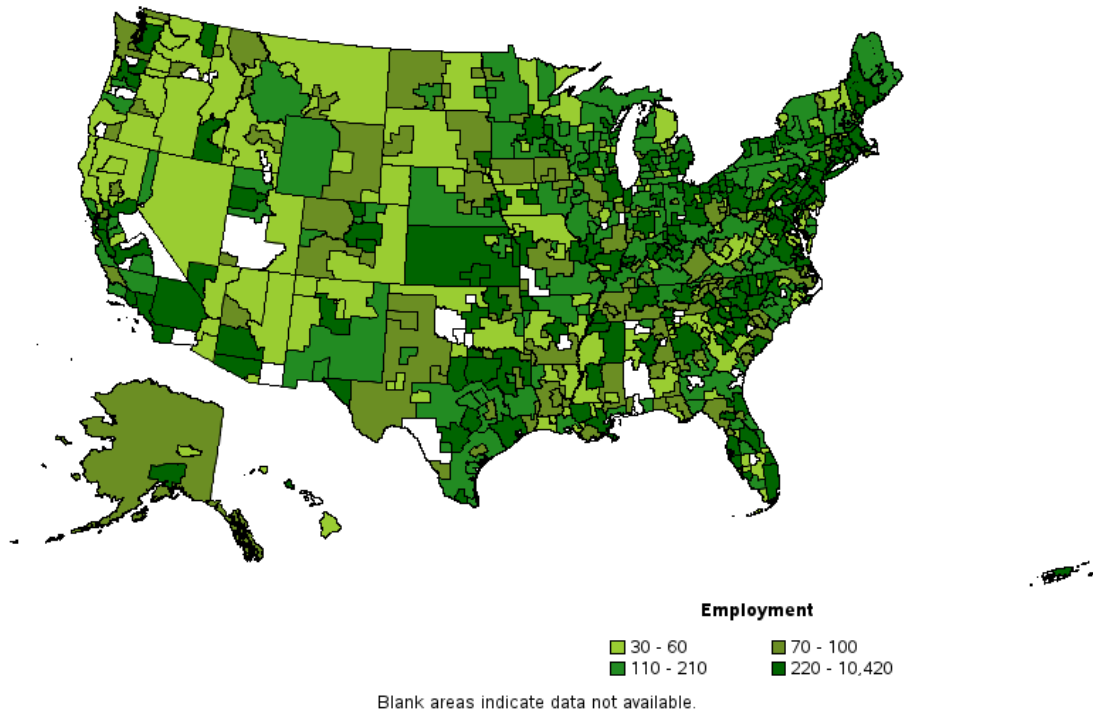 Employment
30 - 60
70 - 100
110 - 210
220 - 10,420
Blank areas indicate data not available.